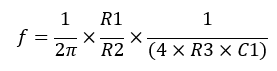 f = 1/2π × R1/R2 × 1/(4 × R3 × C1)